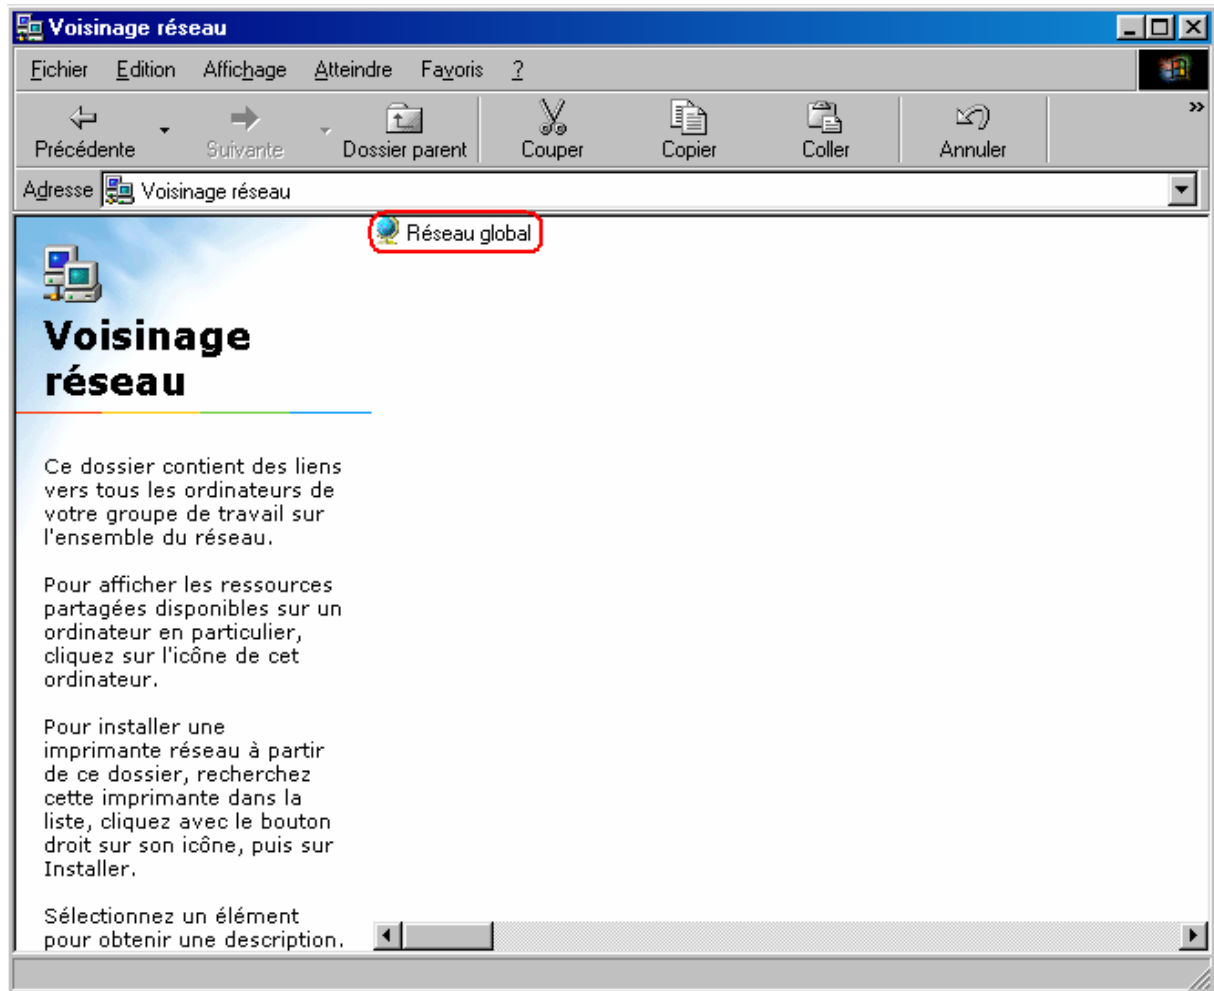 Voisinage réseau
Fichier Edition Affichage Atteindre Favoris ?
Précédente Suivante Dossier parent Couper Copier Coller Annuler »
Adresse Voisinage réseau
Réseau global
Voisinage
réseau
Ce dossier contient des liens
vers tous les ordinateurs de
votre groupe de travail sur
l'ensemble du réseau.
Pour afficher les ressources
partagées disponibles sur un
ordinateur en particulier,
cliquez sur l'icône de cet
ordinateur.
Pour installer une
imprimante réseau à partir
de ce dossier, recherchez
cette imprimante dans la
liste, cliquez avec le bouton
droit sur son icône, puis sur
Installer.
Sélectionnez un élément
pour obtenir une description.